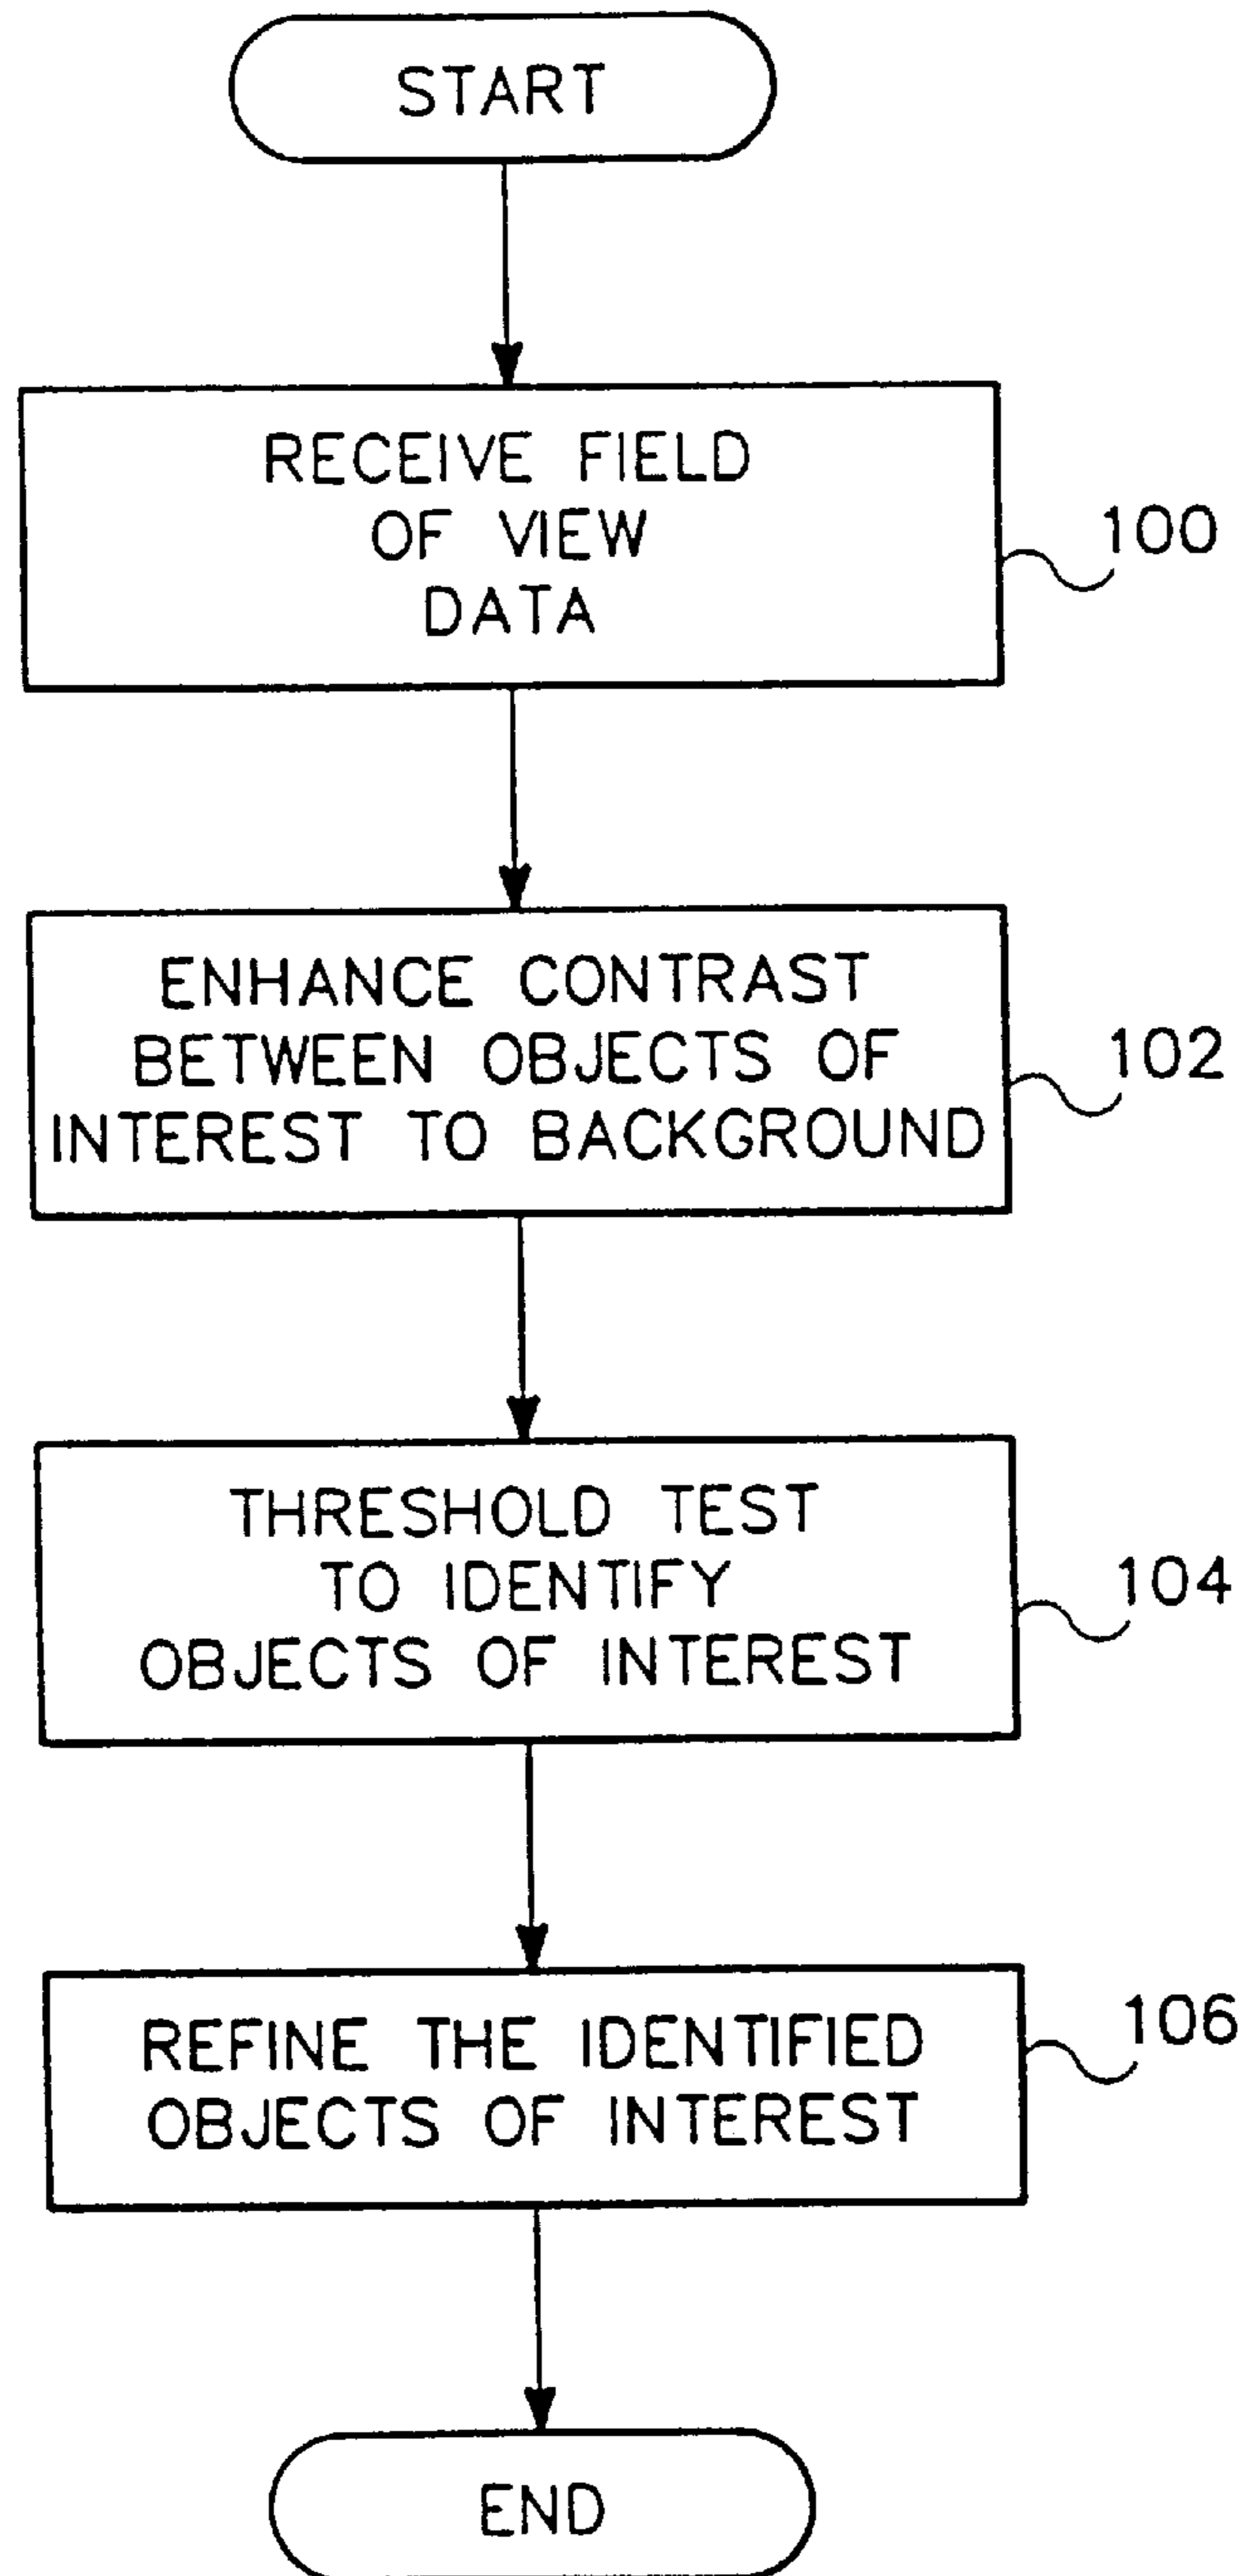 START
RECEIVE FIELD
OF VIEW
DATA
100
ENHANCE CONTRAST
BETWEEN OBJECTS OF
INTEREST TO BACKGROUND
102
THRESHOLD TEST
TO IDENTIFY
OBJECTS OF INTEREST
104
REFINE THE IDENTIFIED
OBJECTS OF INTEREST
106
END